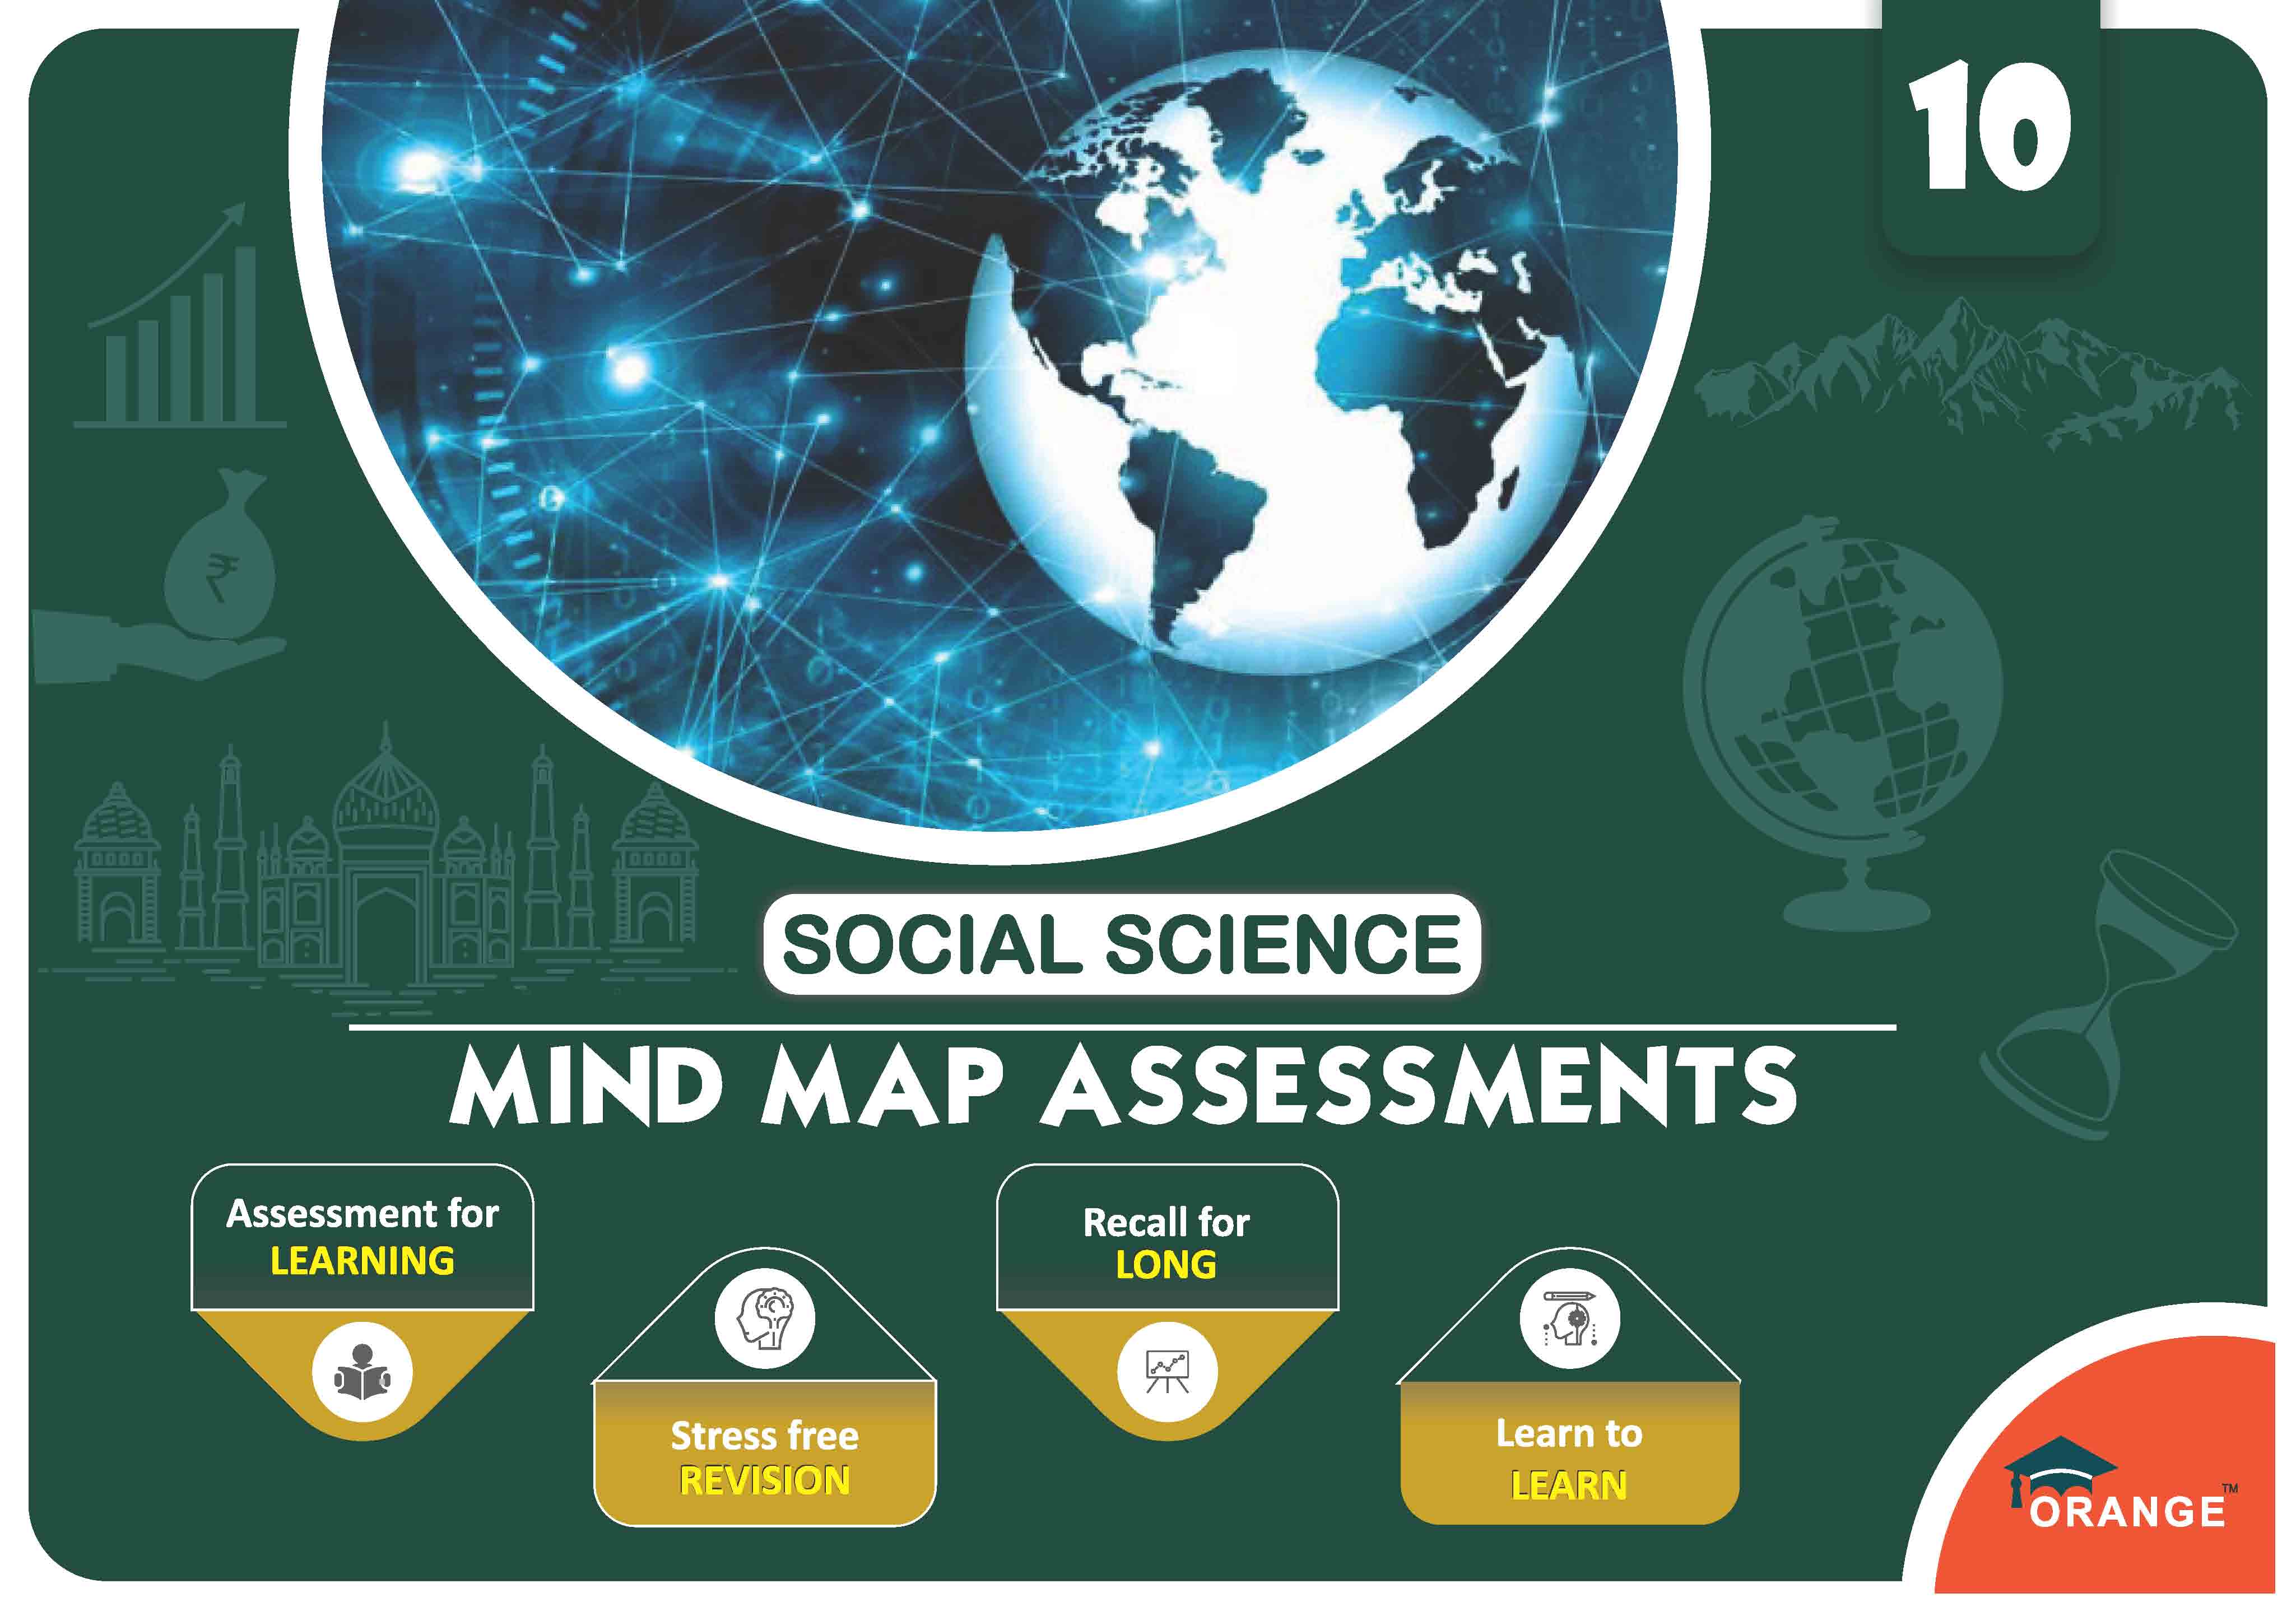 10
₹
SOCIAL SCIENCE
MIND MAP ASSESSMENTS
Assessment for
LEARNING
Stress free
REVISION
Recall for
LONG
Learn to
LEARN
ORANGE™